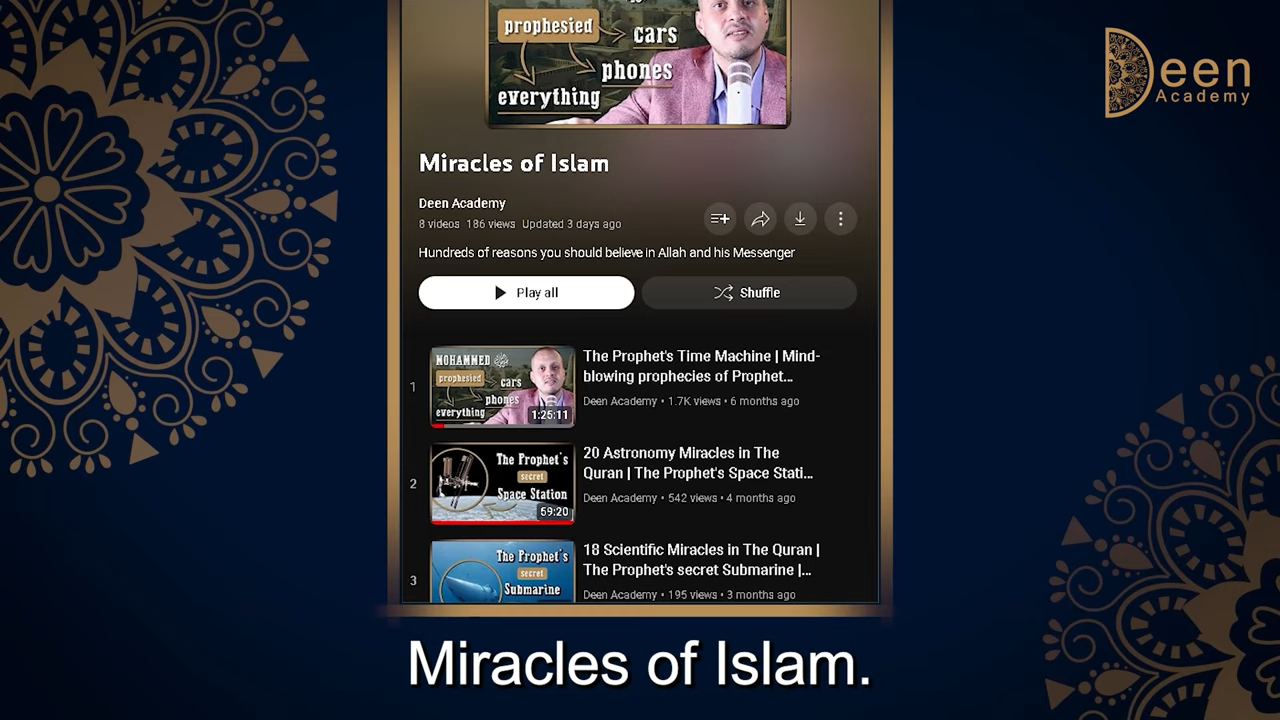 prophesied
cars
phones
everything
Deen
Academy
Miracles of Islam
Deen Academy
8 videos 186 views Updated 3 days ago
Hundreds of reasons you should believe in Allah and his Messenger
Play all
Shuffle
1
MOHAMMED
prophesied
cars
phones
everything
1:25:11
The Prophet's Time Machine | Mind-
blowing prophecies of Prophet...
Deen Academy • 1.7K views • 6 months ago
2
The Prophet's
secret
Space Station
59:20
20 Astronomy Miracles in The
Quran | The Prophet's Space Stati...
Deen Academy • 542 views • 4 months ago
3
The Prophet's
secret
Submarine
18 Scientific Miracles in The Quran |
The Prophet's secret Submarine |...
Deen Academy • 195 views • 3 months ago
Miracles of Islam.